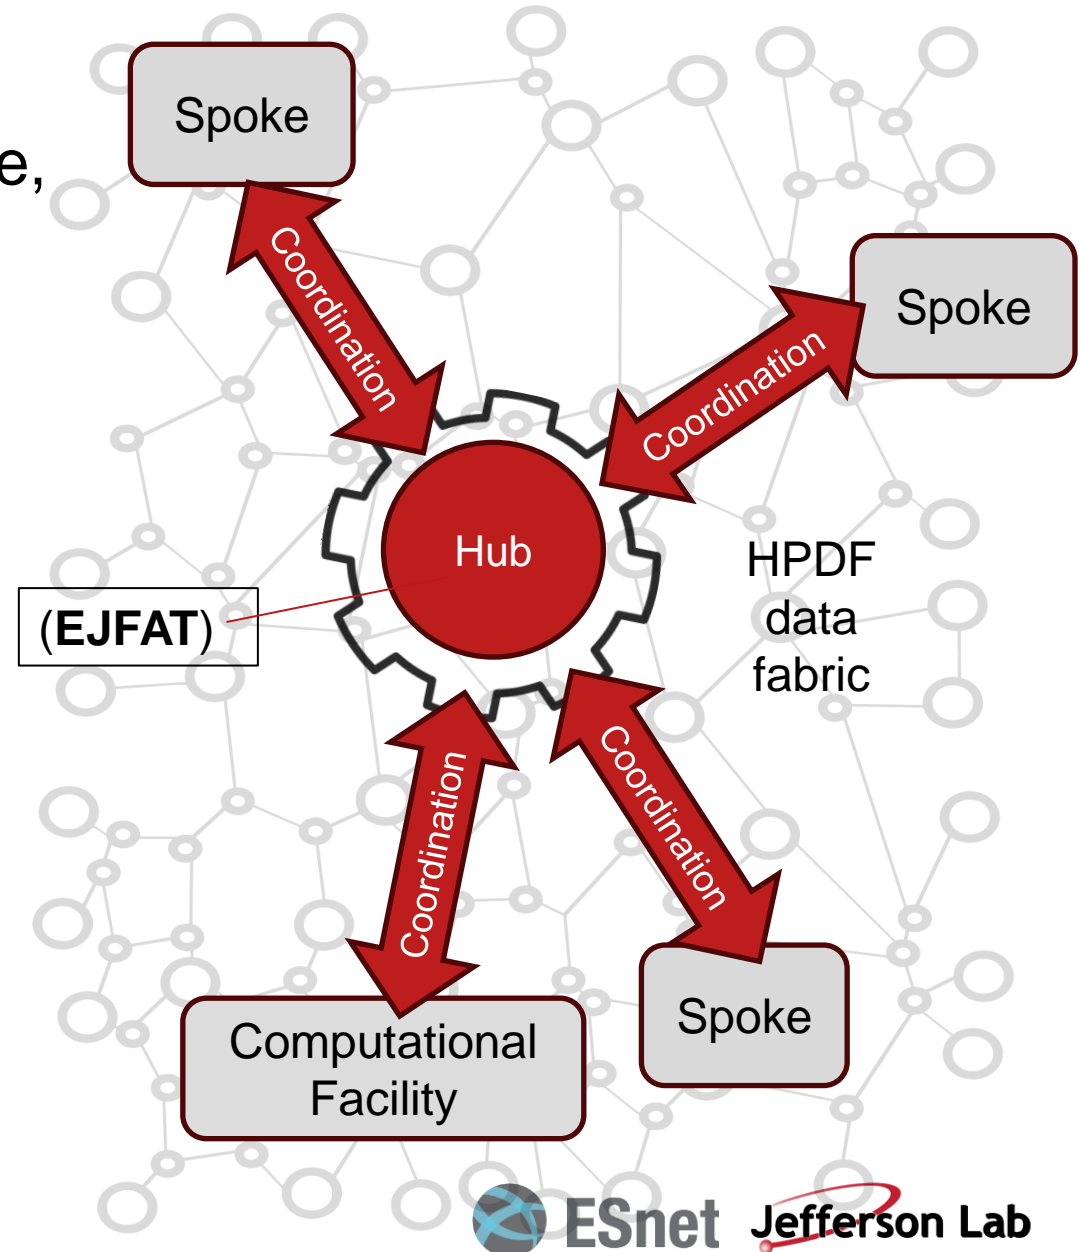 Spoke
e,
Coordination
Spoke
Coordination
Hub
HPDF
data
fabric
(EJFAT)
Coordination
Coordination
Spoke
Computational
Facility
ESnet
Jefferson Lab